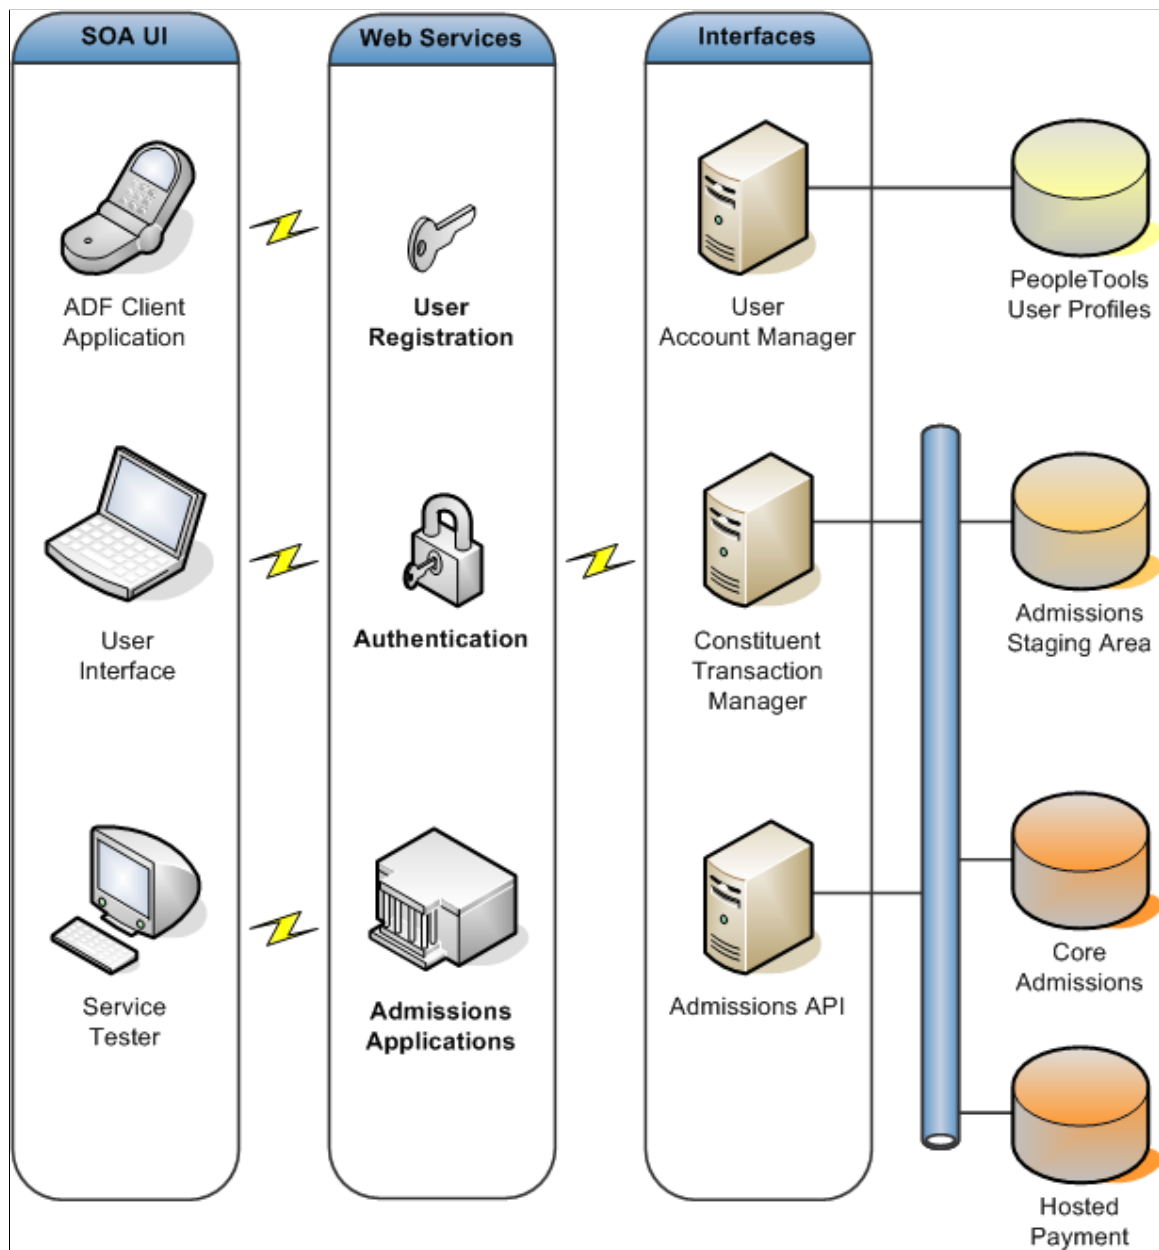 SOA UI
Web Services
Interfaces
ADF Client
Application
User
Registration
User
Account Manager
PeopleTools
User Profiles
User
Interface
Authentication
Constituent
Transaction
Manager
Admissions
Staging Area
Service
Tester
Admissions
Applications
Admissions API
Core
Admissions
Hosted
Payment